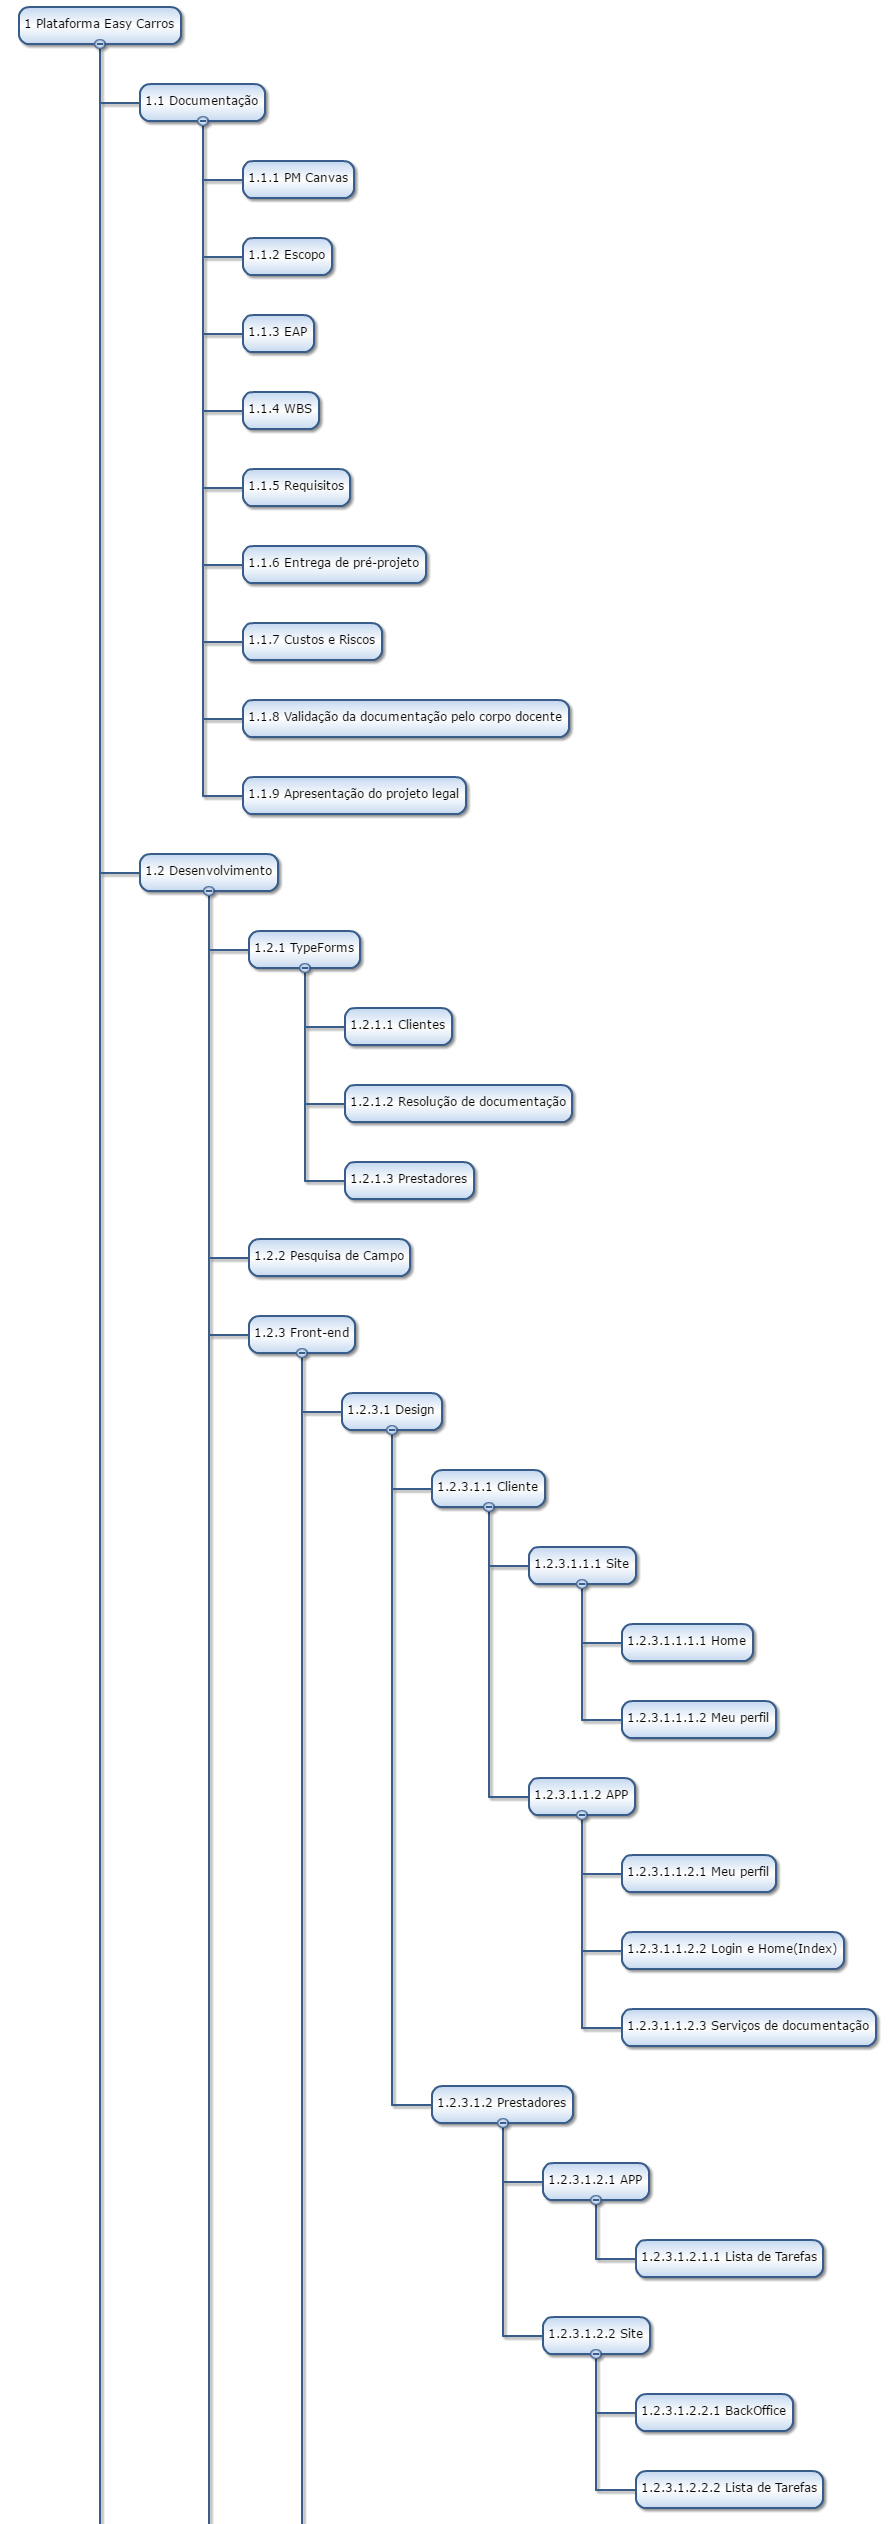 1 Plataforma Easy Carros
1.1 Documentação
1.1.1 PM Canvas
1.1.2 Escopo
1.1.3 EAP
1.1.4 WBS
1.1.5 Requisitos
1.1.6 Entrega de pré-projeto
1.1.7 Custos e Riscos
1.1.8 Validação da documentação pelo corpo docente
1.1.9 Apresentação do projeto legal
1.2 Desenvolvimento
1.2.1 TypeForms
1.2.1.1 Clientes
1.2.1.2 Resolução de documentação
1.2.1.3 Prestadores
1.2.2 Pesquisa de Campo
1.2.3 Front-end
1.2.3.1 Design
1.2.3.1.1 Cliente
1.2.3.1.1.1 Site
1.2.3.1.1.1.1 Home
1.2.3.1.1.1.2 Meu perfil
1.2.3.1.1.2 APP
1.2.3.1.1.2.1 Meu perfil
1.2.3.1.1.2.2 Login e Home(Index)
1.2.3.1.1.2.3 Serviços de documentação
1.2.3.1.2 Prestadores
1.2.3.1.2.1 APP
1.2.3.1.2.1.1 Lista de Tarefas
1.2.3.1.2.2 Site
1.2.3.1.2.2.1 BackOffice
1.2.3.1.2.2.2 Lista de Tarefas